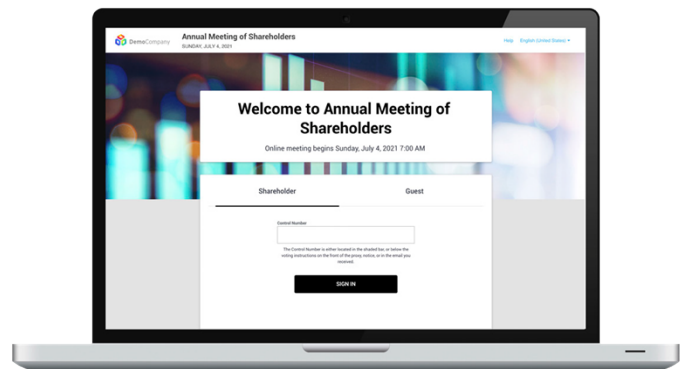 DemoCompany
Annual Meeting of Shareholders
SUNDAY, JULY 4, 2021
Help English (United States)
Welcome to Annual Meeting of
Shareholders
Online meeting begins Sunday, July 4, 2021 7:00 AM
Shareholder Guest
Control Number
The Control Number is either located in the shaded bar, or below the
voting instructions on the front of the proxy, notice, or in the email you
received.
SIGN IN